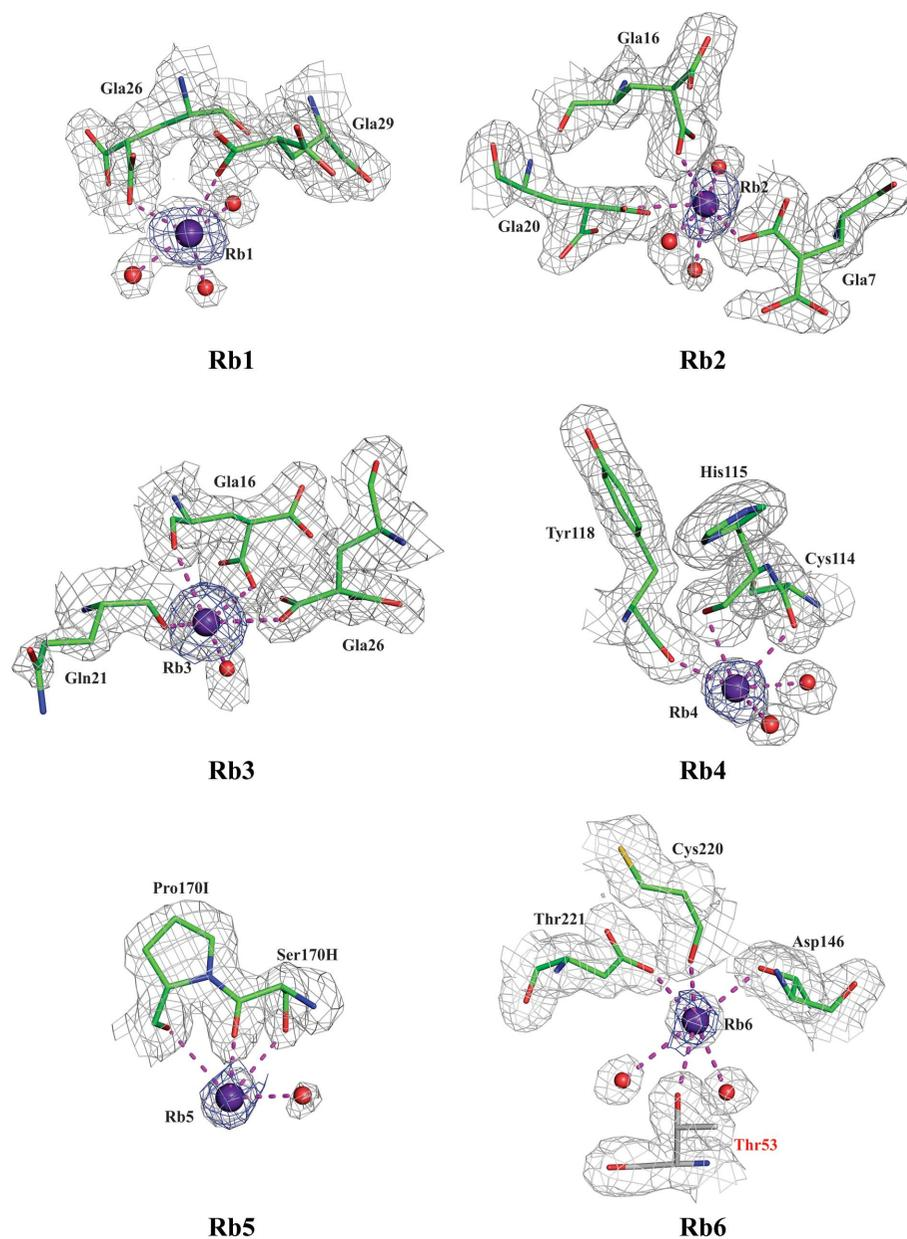 Gla26
Gla29
Rb1
Rb1
Gla16
Rb2
Gla20
Gla7
Rb2
Gla16
Rb3
Gla26
Gln21
Rb3
His115
Tyr118
Cys114
Rb4
Rb4
Pro170I
Ser170H
Rb5
Rb5
Cys220
Thr221
Asp146
Rb6
Thr53
Rb6